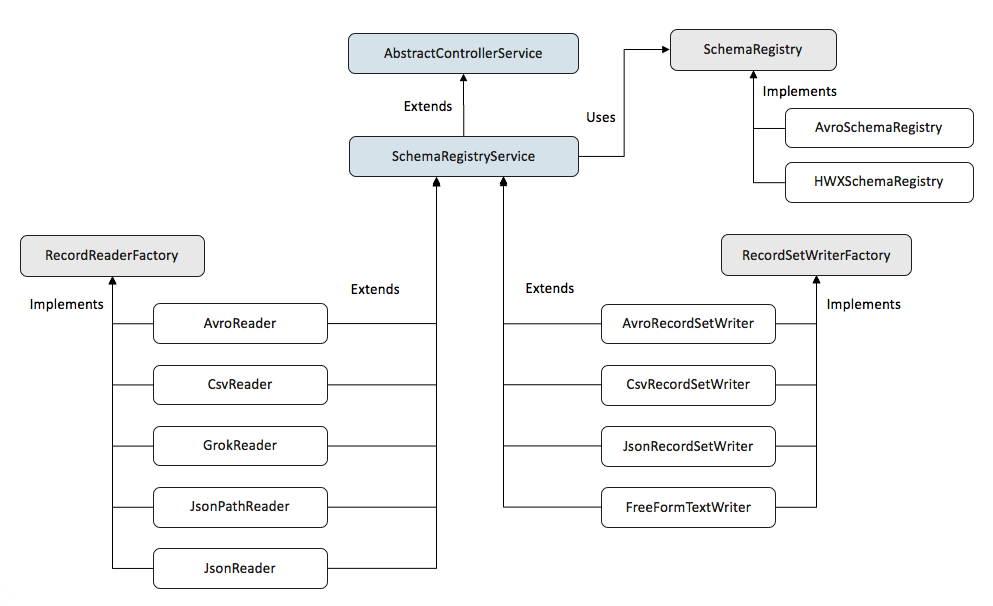 AbstractControllerService
SchemaRegistry
Extends
Implements
Uses
AvroSchemaRegistry
SchemaRegistryService
HWXSchemaRegistry
RecordReaderFactory
RecordSetWriterFactory
Implements
Extends
Extends
Implements
AvroReader
AvroRecordSetWriter
CsvReader
CsvRecordSetWriter
GrokReader
JsonRecordSetWriter
JsonPathReader
FreeFormTextWriter
JsonReader